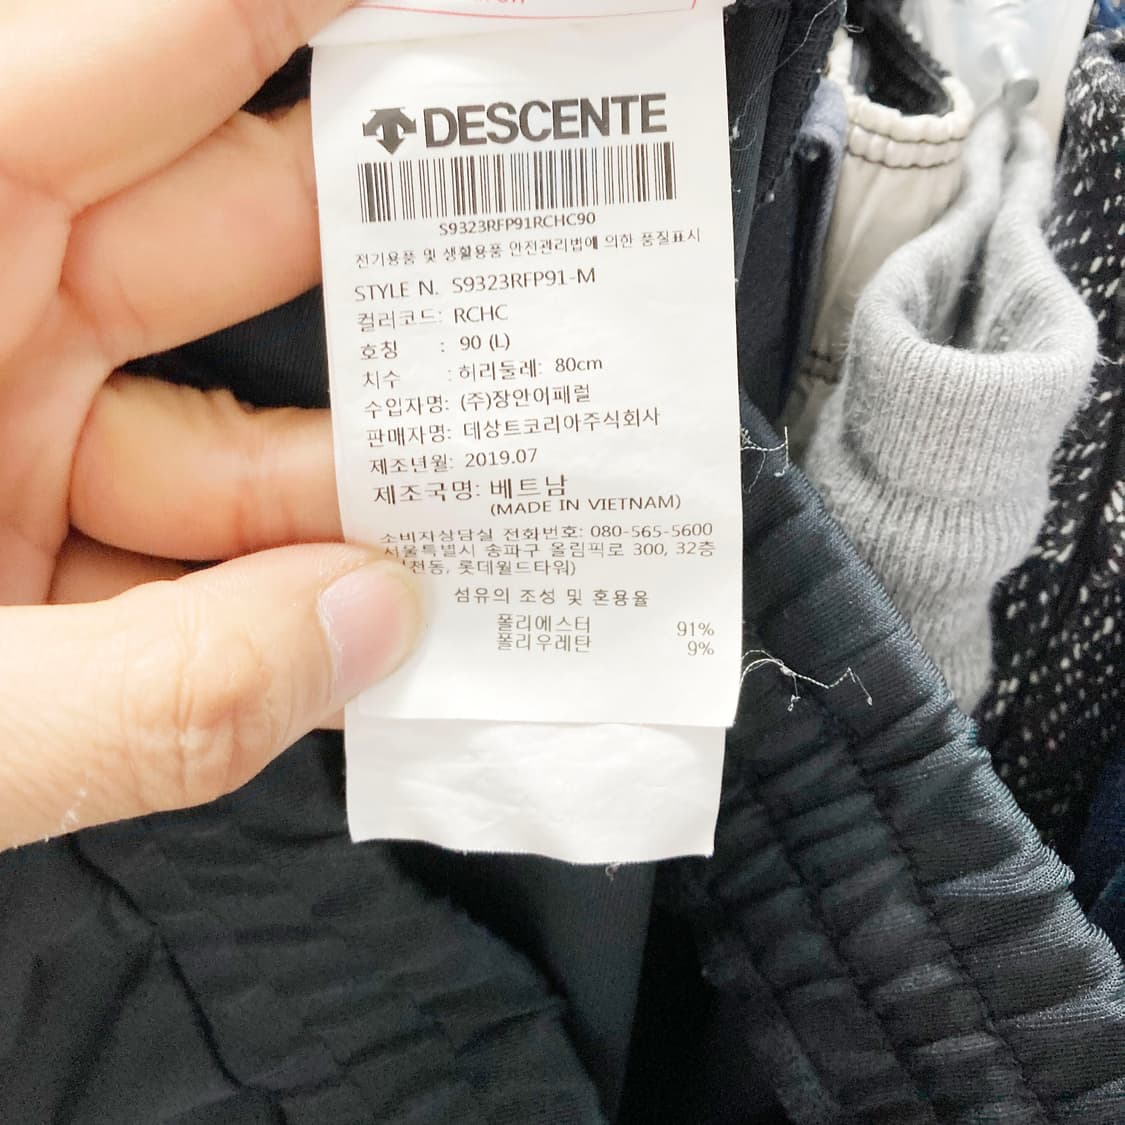 DESCENTE
S9323RFP91RCHC90
전기용품 및 생활용품 안전관리법에 의한 품질표시
STYLE N. S9323RFP91-M
컬러코드: RCHC
호칭 : 90 (L)
치수 : 허리둘레: 80cm
수입자명: (주)장안어패럴
판매자명: 데상트코리아주식회사
제조년월: 2019.07
제조국명: 베트남
(MADE IN VIETNAM)
소비자상담실 전화번호: 080-565-5600
서울특별시 송파구 올림픽로 300, 32층
롯데월드타워)
섬유의 조성 및 혼용율
폴리에스터 91%
폴리우레탄 9%